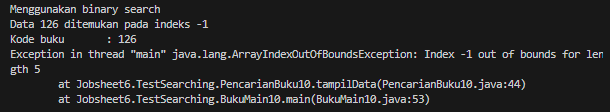 Menggunakan binary search
Data 126 ditemukan pada indeks -1
Kode buku      : 126
Exception in thread "main" java.lang.ArrayIndexOutOfBoundsException: Index -1 out of bounds for len
gth 5
        at Jobsheet6.TestSearching.PencarianBuku10.tampilData(PencarianBuku10.java:44)
        at Jobsheet6.TestSearching.BukuMain10.main(BukuMain10.java:53)